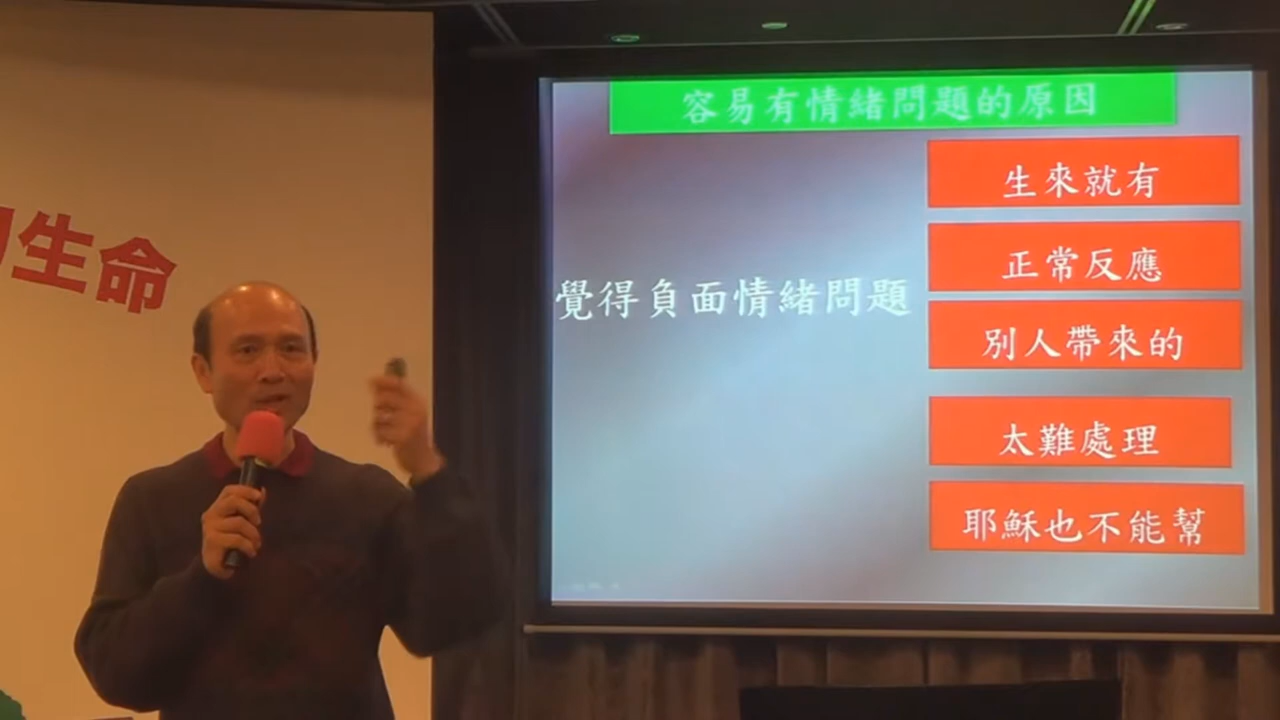 生命
容易有情緒問題的原因
覺得負面情緒問題
生來就有
正常反應
別人帶來的
太難處理
耶穌也不能幫